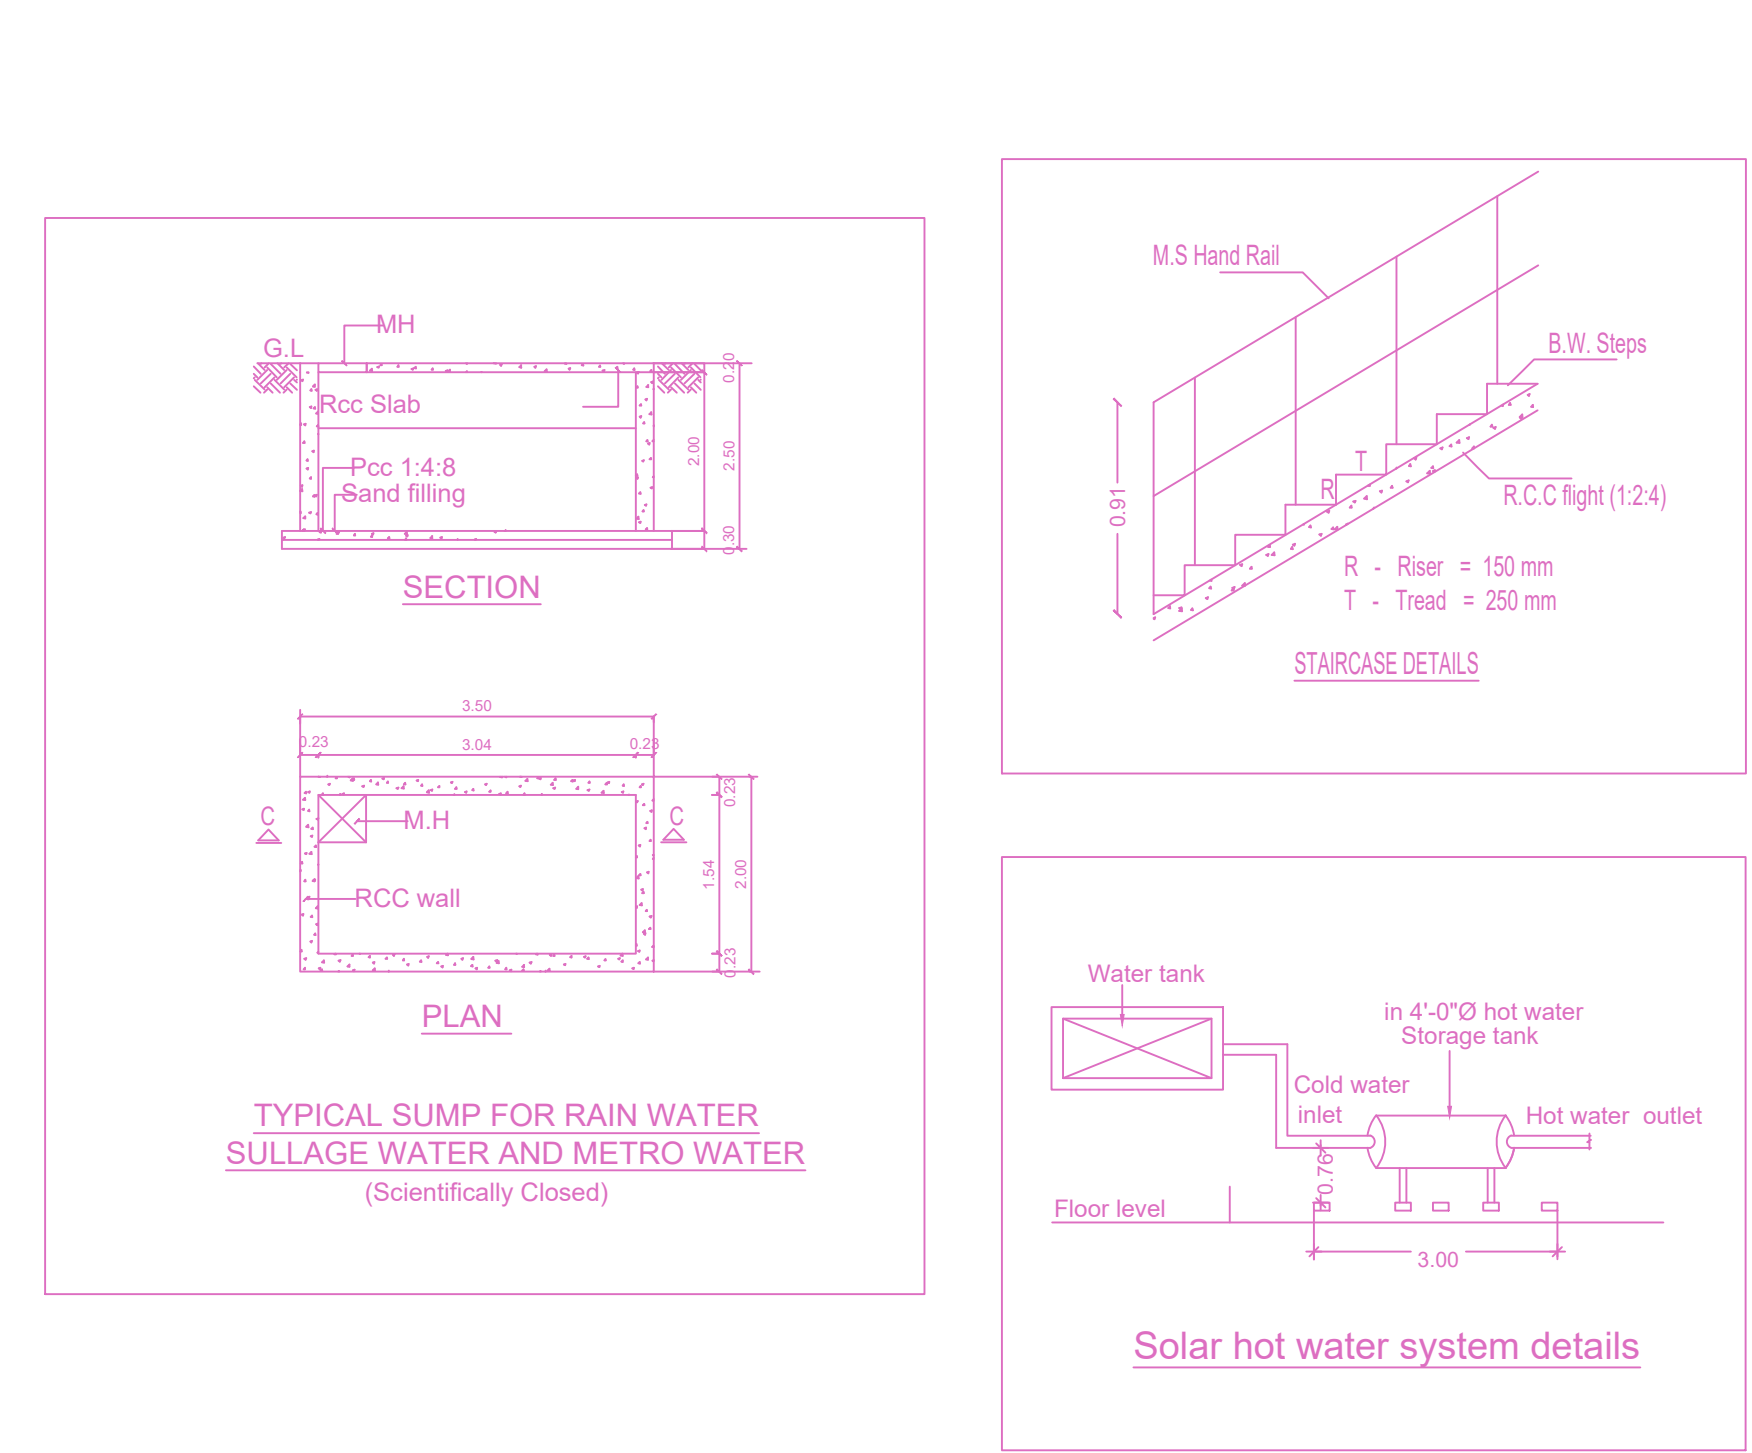 MH
G.L
Rcc Slab
Pcc 1:4:8
Sand filling
0.20
2.00
2.50
0.30
SECTION
3.50
0.23
3.04
0.23
C
M.H
C
RCC wall
0.23
1.54
2.00
0.23
PLAN
TYPICAL SUMP FOR RAIN WATER
SULLAGE WATER AND METRO WATER
(Scientifically Closed)
M.S Hand Rail
B.W. Steps
T
R
0.91
R.C.C flight (1:2:4)
R - Riser = 150 mm
T - Tread = 250 mm
STAIRCASE DETAILS
Water tank
in 4'-0"Ø hot water
Storage tank
Cold water
inlet
Hot water outlet
0.76
Floor level
3.00
Solar hot water system details